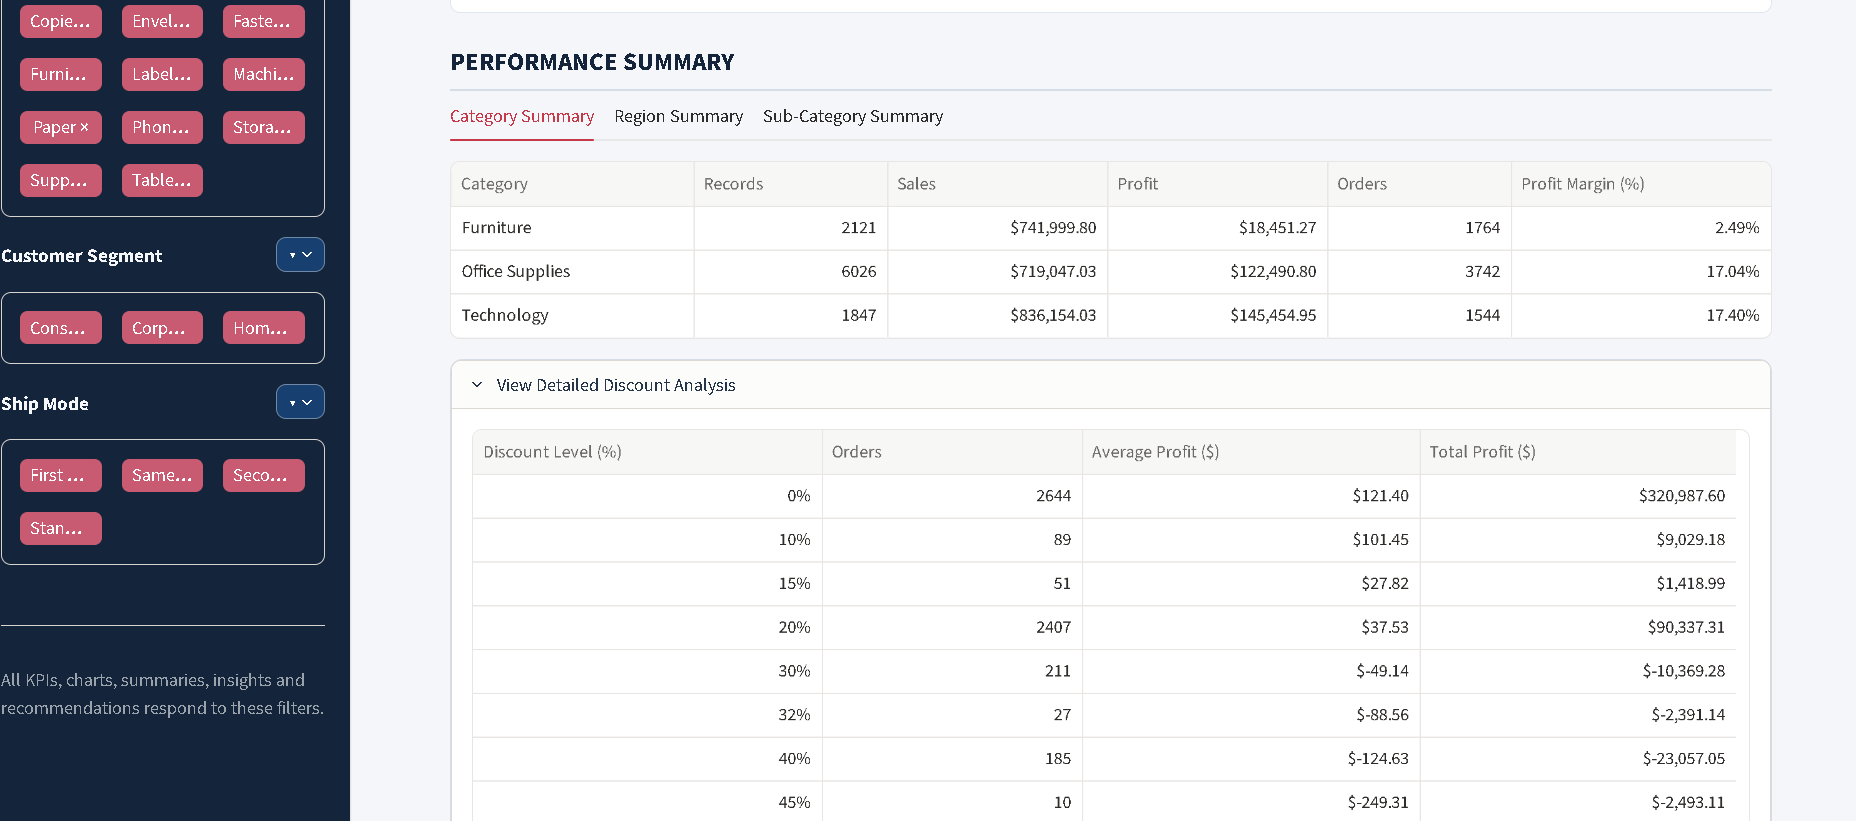 Copie... Envel... Faste...
Furni... Label... Machi...
Paper × Phon... Stora...
Supp... Table...
Customer Segment
Cons... Corp... Hom...
Ship Mode
First ... Same... Seco...
Stan...
All KPIs, charts, summaries, insights and
recommendations respond to these filters.
PERFORMANCE SUMMARY
Category Summary Region Summary Sub-Category Summary
Category Records Sales Profit Orders Profit Margin (%)
Furniture 2121 $741,999.80 $18,451.27 1764 2.49%
Office Supplies 6026 $719,047.03 $122,490.80 3742 17.04%
Technology 1847 $836,154.03 $145,454.95 1544 17.40%
View Detailed Discount Analysis
Discount Level (%) Orders Average Profit ($) Total Profit ($)
0% 2644 $121.40 $320,987.60
10% 89 $101.45 $9,029.18
15% 51 $27.82 $1,418.99
20% 2407 $37.53 $90,337.31
30% 211 $-49.14 $-10,369.28
32% 27 $-88.56 $-2,391.14
40% 185 $-124.63 $-23,057.05
45% 10 $-249.31 $-2,493.11